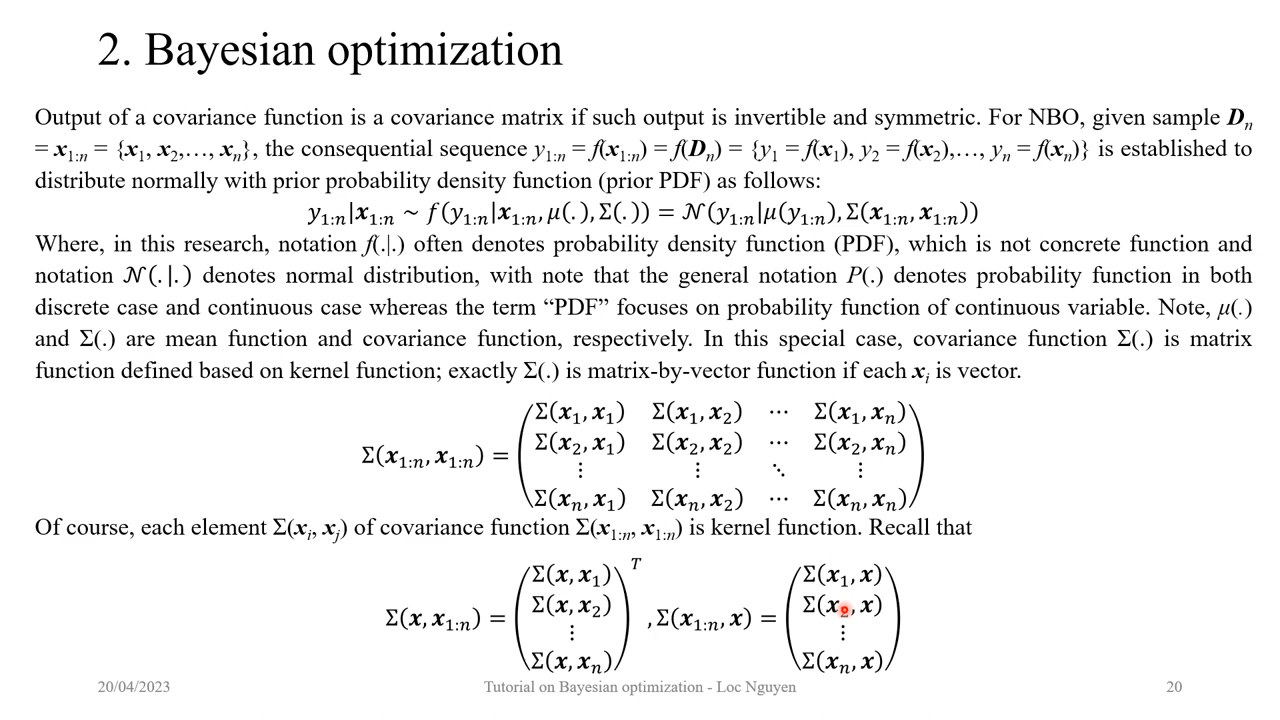 2. Bayesian optimization
Output of a covariance function is a covariance matrix if such output is invertible and symmetric. For NBO, given sample Dₙ
= x₁:ₙ = {x₁, x₂,…, xₙ}, the consequential sequence y₁:ₙ = f(x₁:ₙ) = f(Dₙ) = {y₁ = f(x₁), y₂ = f(x₂),…, yₙ = f(xₙ)} is established to
distribute normally with prior probability density function (prior PDF) as follows:
y₁:ₙ|x₁:ₙ ~ f(y₁:ₙ|x₁:ₙ, μ(.), Σ(.)) = 𝒩(y₁:ₙ|μ(y₁:ₙ), Σ(x₁:ₙ, x₁:ₙ))
Where, in this research, notation f(.|.) often denotes probability density function (PDF), which is not concrete function and
notation 𝒩(.|.) denotes normal distribution, with note that the general notation P(.) denotes probability function in both
discrete case and continuous case whereas the term “PDF” focuses on probability function of continuous variable. Note, μ(.)
and Σ(.) are mean function and covariance function, respectively. In this special case, covariance function Σ(.) is matrix
function defined based on kernel function; exactly Σ(.) is matrix-by-vector function if each xᵢ is vector.
Σ(x₁:ₙ, x₁:ₙ) =
Σ(x₁, x₁) Σ(x₁, x₂) ⋯ Σ(x₁, xₙ)
Σ(x₂, x₁) Σ(x₂, x₂) ⋯ Σ(x₂, xₙ)
⋮ ⋮ ⋱ ⋮
Σ(xₙ, x₁) Σ(xₙ, x₂) ⋯ Σ(xₙ, xₙ)
Of course, each element Σ(xᵢ, xⱼ) of covariance function Σ(x₁:ₙ, x₁:ₙ) is kernel function. Recall that
Σ(x, x₁:ₙ) =
Σ(x, x₁)
Σ(x, x₂)
⋮
Σ(x, xₙ)
T
, Σ(x₁:ₙ, x) =
Σ(x₁, x)
Σ(x₂, x)
⋮
Σ(xₙ, x)
20/04/2023
Tutorial on Bayesian optimization - Loc Nguyen
20